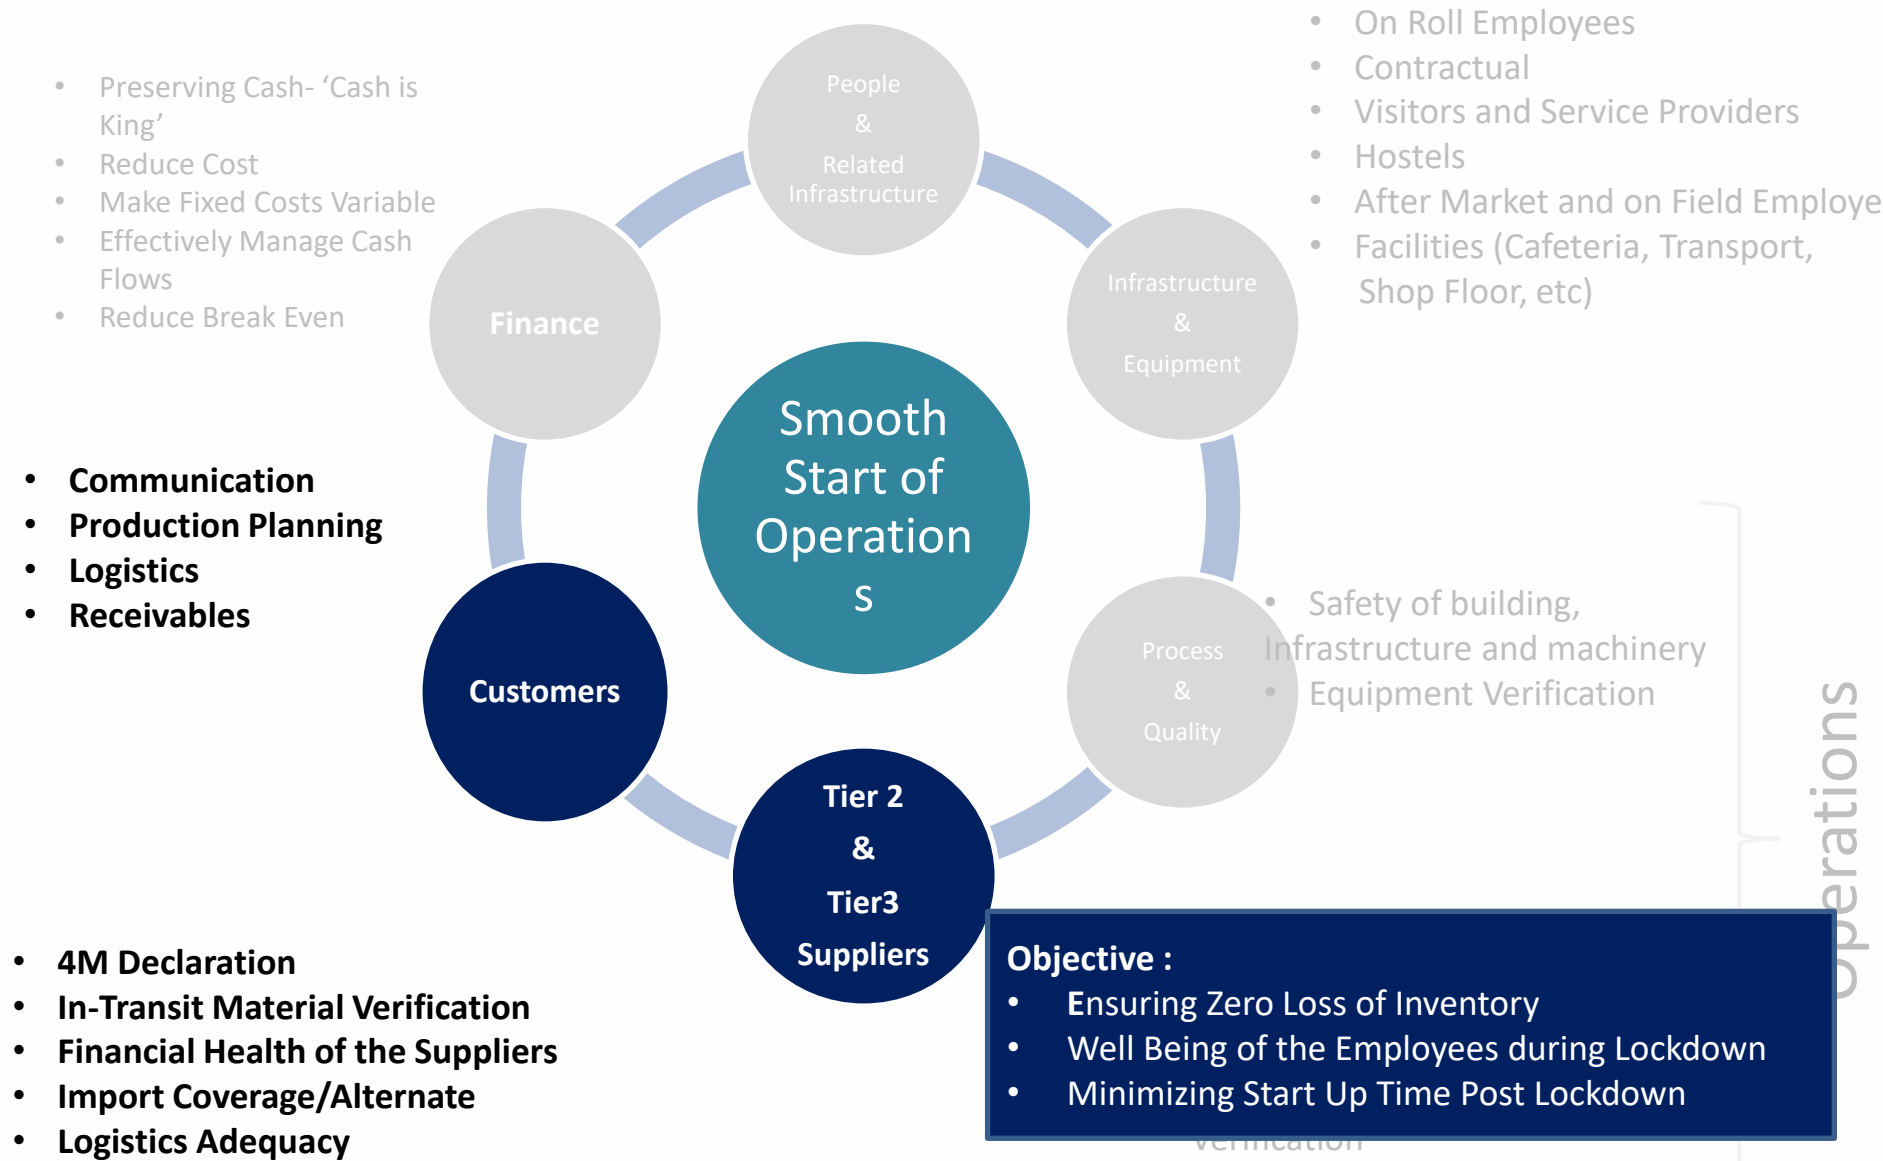 • On Roll Employees
• Contractual
• Visitors and Service Providers
• Hostels
• After Market and on Field Employe
• Facilities (Cafeteria, Transport,
Shop Floor, etc)
• Preserving Cash- ‘Cash is
King’
• Reduce Cost
• Make Fixed Costs Variable
• Effectively Manage Cash
Flows
• Reduce Break Even
People
&
Related
Infrastructure
Infrastructure
&
Equipment
Finance
Smooth
Start of
Operation
s
• Communication
• Production Planning
• Logistics
• Receivables
Customers
Process
&
Quality
• Safety of building,
Infrastructure and machinery
• Equipment Verification
Operations
Tier 2
&
Tier3
Suppliers
• 4M Declaration
• In-Transit Material Verification
• Financial Health of the Suppliers
• Import Coverage/Alternate
• Logistics Adequacy
Objective :
• Ensuring Zero Loss of Inventory
• Well Being of the Employees during Lockdown
• Minimizing Start Up Time Post Lockdown
verification